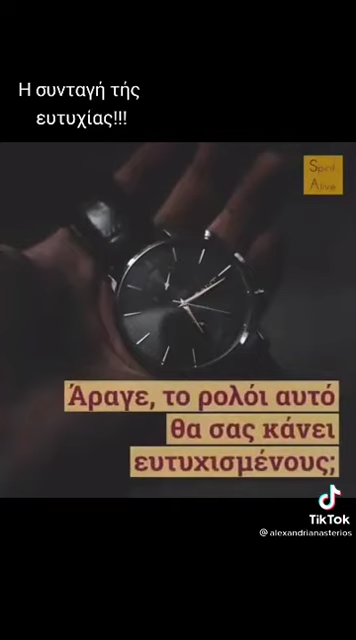 Η συνταγή τής
ευτυχίας!!!
Spirit
Alive
Άραγε, το ρολόι αυτό
θα σας κάνει
ευτυχισμένους;
TikTok
@alexandrianasterios